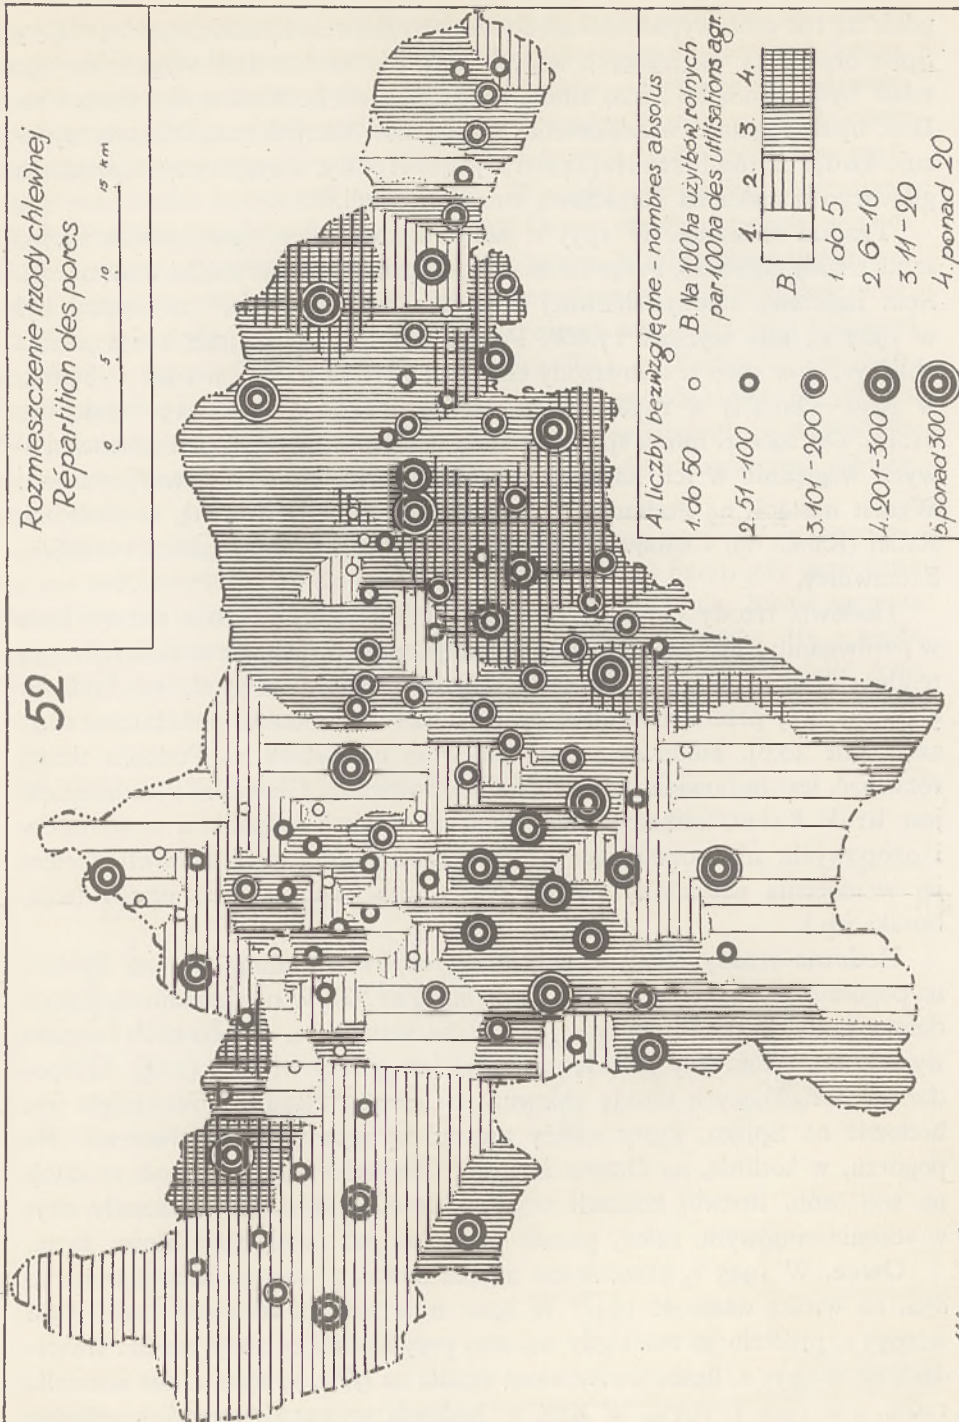 52
Rozmieszczenie trzody chlewnej
Répartition des porcs
0 5 10 15 km
A. liczby bezwzględne - nombres absolus
1. do 50
2. 51-100
3. 101-200
4. 201-300
5. ponad 300
B. Na 100 ha użytków rolnych
par 100 ha des utilisations agr.
1. 2 3 4.
B
1. do 5
2. 6-10
3. 11-20
4. ponad 20